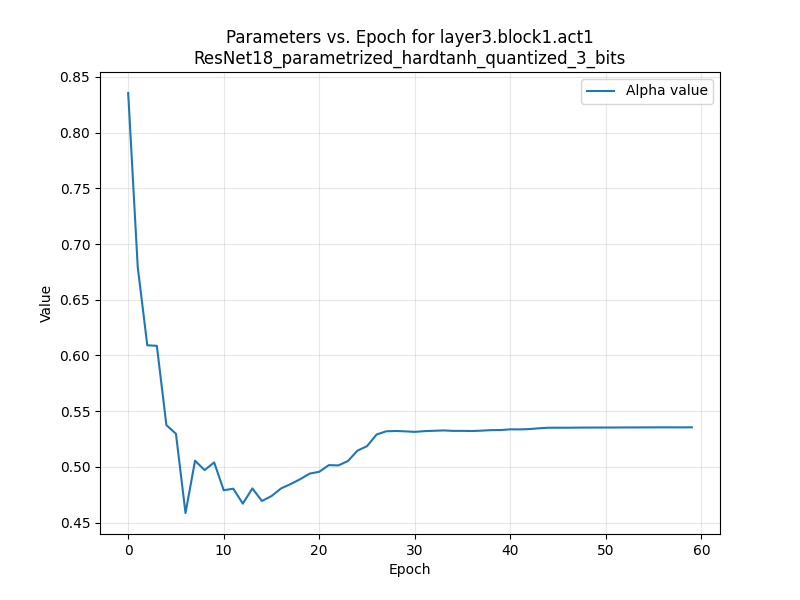 Parameters vs. Epoch for layer3.block1.act1
ResNet18_parametrized_hardtanh_quantized_3_bits
Alpha value
0.85
0.80
0.75
0.70
0.65
0.60
0.55
0.50
0.45
Value
0 10 20 30 40 50 60
Epoch